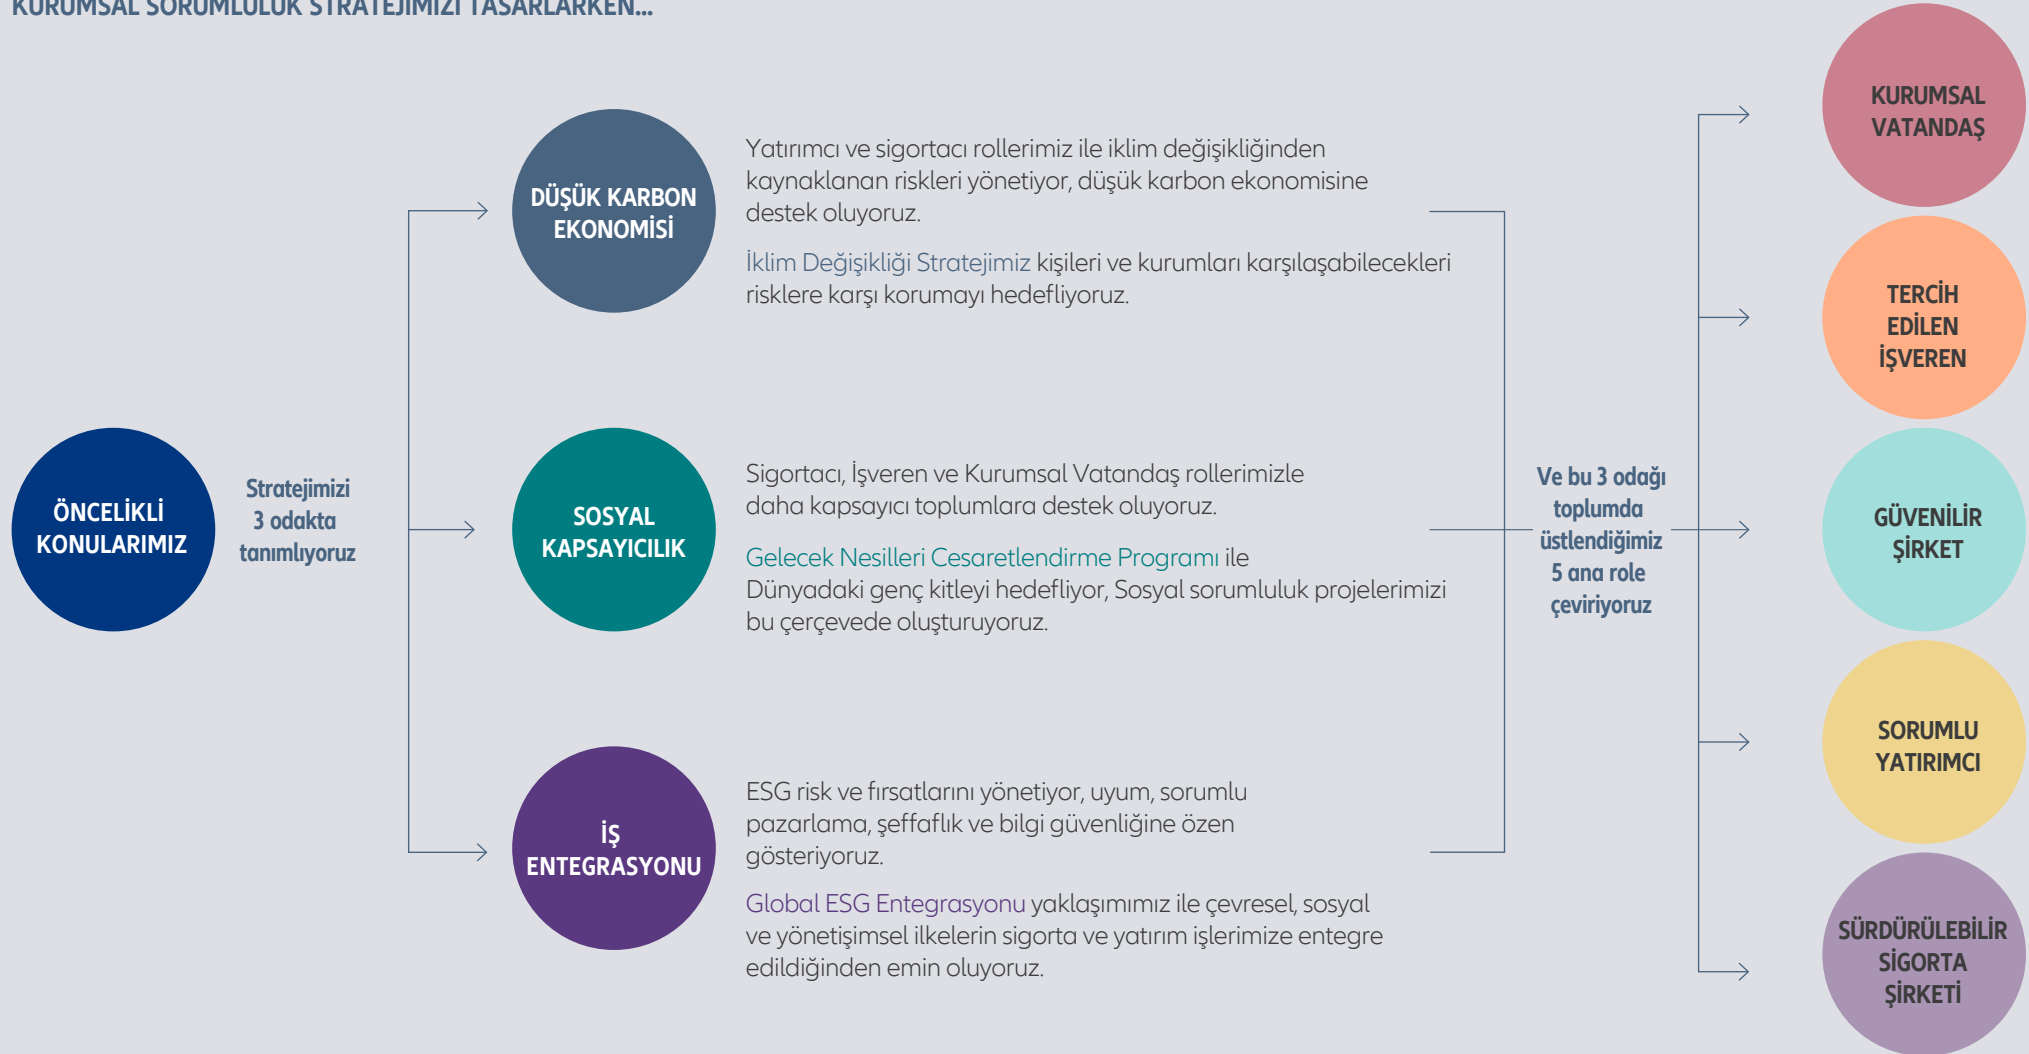 KURUMSAL SORUMLULUK STRATEJİMİZİ TASARLARKEN...
ÖNCELİKLİ
KONULARIMIZ
Stratejimizi
3 odakta
tanımlıyoruz
DÜŞÜK KARBON
EKONOMİSİ
Yatırımcı ve sigortacı rollerimiz ile iklim değişikliğinden
kaynaklanan riskleri yönetiyor, düşük karbon ekonomisine
destek oluyoruz.
İklim Değişikliği Stratejimiz kişileri ve kurumları karşılaşabilecekleri
risklere karşı korumayı hedefliyoruz.
SOSYAL
KAPSAYICILIK
Sigortacı, İşveren ve Kurumsal Vatandaş rollerimizle
daha kapsayıcı toplumlara destek oluyoruz.
Gelecek Nesilleri Cesaretlendirme Programı ile
Dünyadaki genç kitleyi hedefliyor, Sosyal sorumluluk projelerimizi
bu çerçevede oluşturuyoruz.
İŞ
ENTEGRASYONU
ESG risk ve fırsatlarını yönetiyor, uyum, sorumlu
pazarlama, şeffaflık ve bilgi güvenliğine özen
gösteriyoruz.
Global ESG Entegrasyonu yaklaşımımız ile çevresel, sosyal
ve yönetişimsel ilkelerin sigorta ve yatırım işlerimize entegre
edildiğinden emin oluyoruz.
Ve bu 3 odağı
toplumda
üstlendiğimiz
5 ana role
çeviriyoruz
KURUMSAL
VATANDAŞ
TERCİH
EDİLEN
İŞVEREN
GÜVENİLİR
ŞİRKET
SORUMLU
YATIRIMCI
SÜRDÜRÜLEBİLİR
SİGORTA
ŞİRKETİ